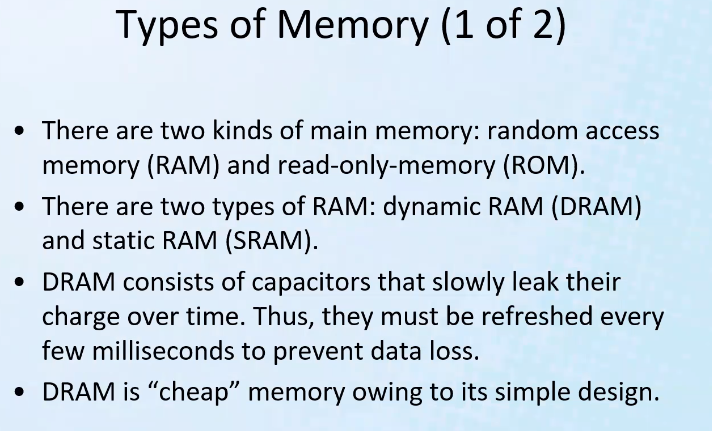 Types of Memory (1 of 2)
• There are two kinds of main memory: random access
memory (RAM) and read-only-memory (ROM).
• There are two types of RAM: dynamic RAM (DRAM)
and static RAM (SRAM).
• DRAM consists of capacitors that slowly leak their
charge over time. Thus, they must be refreshed every
few milliseconds to prevent data loss.
• DRAM is “cheap” memory owing to its simple design.